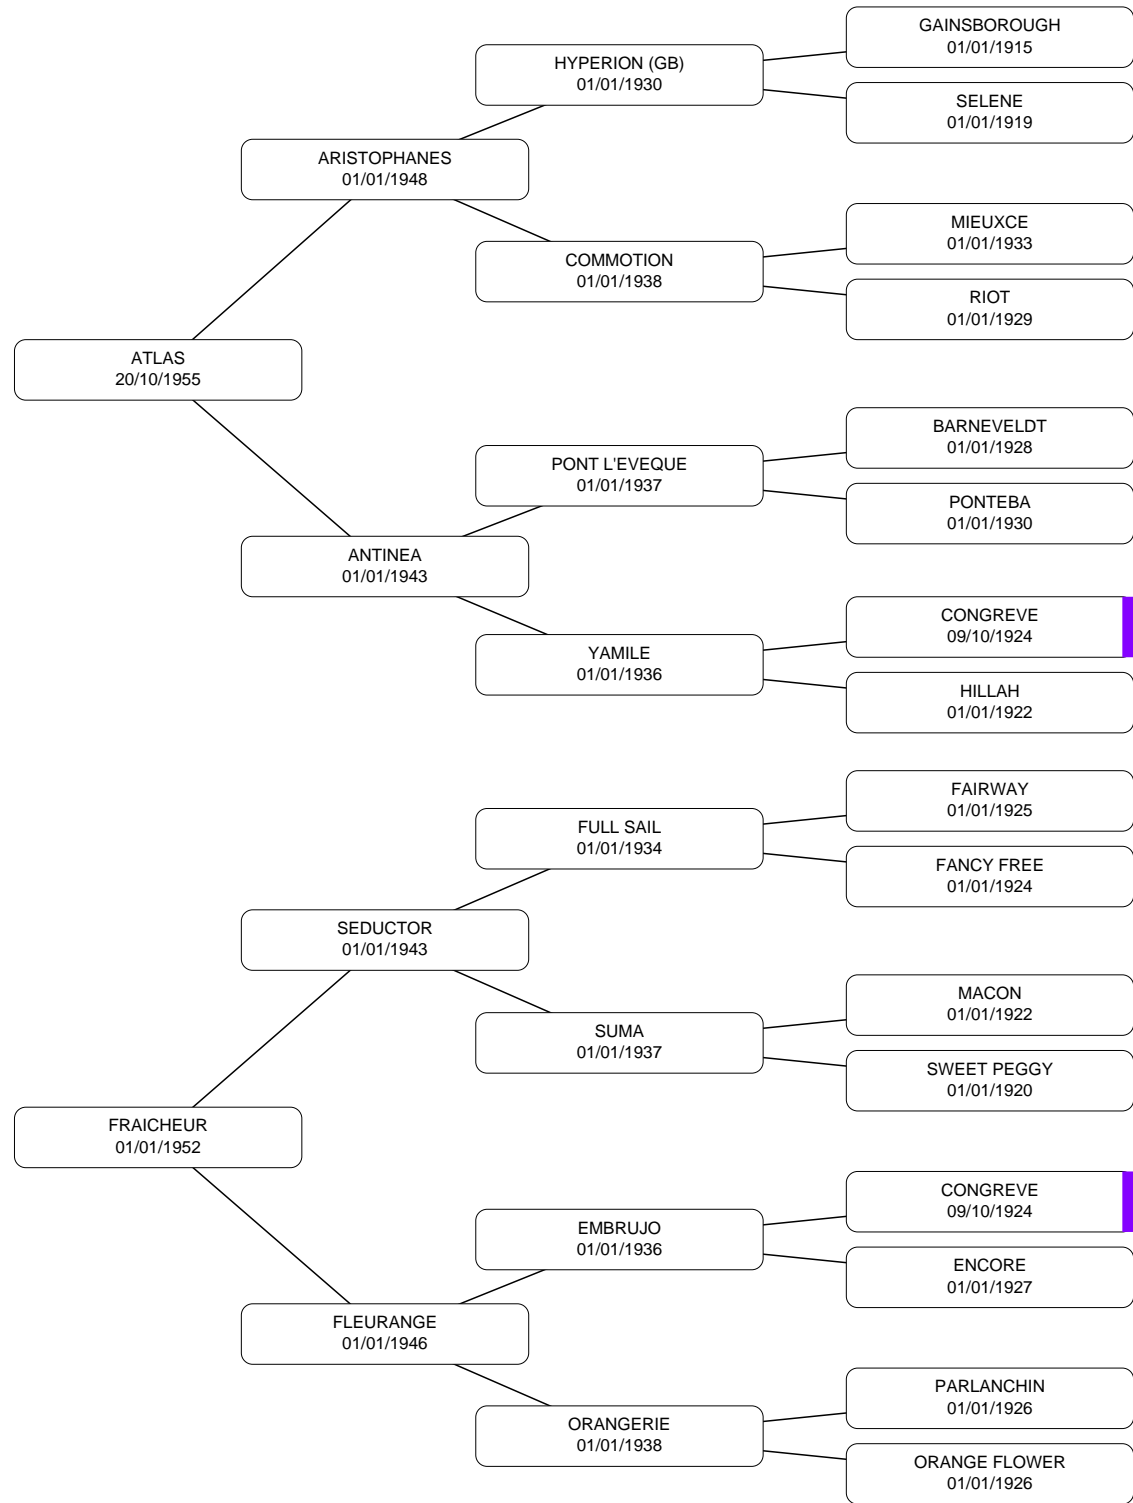 GAINSBOROUGH
01/01/1915
HYPERION (GB)
01/01/1930
SELENE
01/01/1919
ARISTOPHANES
01/01/1948
MIEUXCE
01/01/1933
COMMOTION
01/01/1938
RIOT
01/01/1929
ATLAS
20/10/1955
BARNEVELDT
01/01/1928
PONT L'EVEQUE
01/01/1937
PONTEBA
01/01/1930
ANTINEA
01/01/1943
CONGREVE
09/10/1924
YAMILE
01/01/1936
HILLAH
01/01/1922
FAIRWAY
01/01/1925
FULL SAIL
01/01/1934
FANCY FREE
01/01/1924
SEDUCTOR
01/01/1943
MACON
01/01/1922
SUMA
01/01/1937
SWEET PEGGY
01/01/1920
FRAICHEUR
01/01/1952
CONGREVE
09/10/1924
EMBRUJO
01/01/1936
ENCORE
01/01/1927
FLEURANGE
01/01/1946
PARLANCHIN
01/01/1926
ORANGERIE
01/01/1938
ORANGE FLOWER
01/01/1926